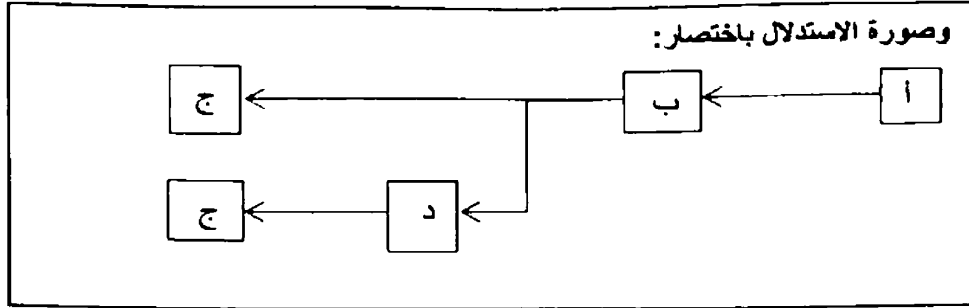 وصورة الاستدلال باختصار:
أ ب ج
د ج